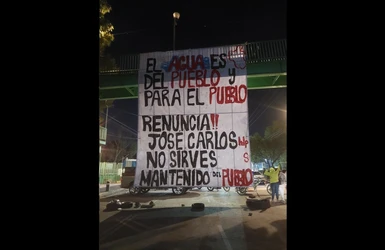 EL AGUA ES
DEL PUEBLO Y
PARA EL PUEBLO
RENUNCIA!!
JOSE CARLOS
NO SIRVES
MANTENIDO DEL PUEBLO